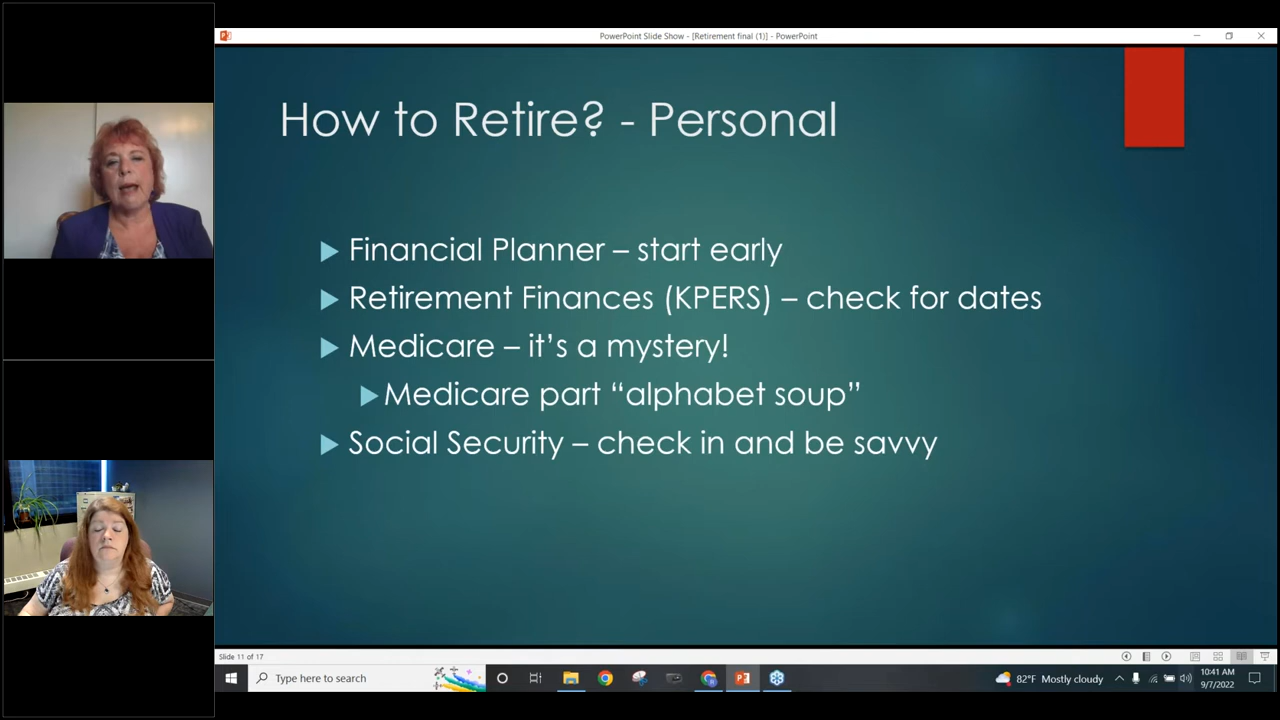 PowerPoint Slide Show - [Retirement final (1)] - PowerPoint
How to Retire? - Personal
Financial Planner – start early
Retirement Finances (KPERS) – check for dates
Medicare – it’s a mystery!
Medicare part “alphabet soup”
Social Security – check in and be savvy
Slide 11 of 17
Type here to search
82°F Mostly cloudy
10:41 AM
9/7/2022